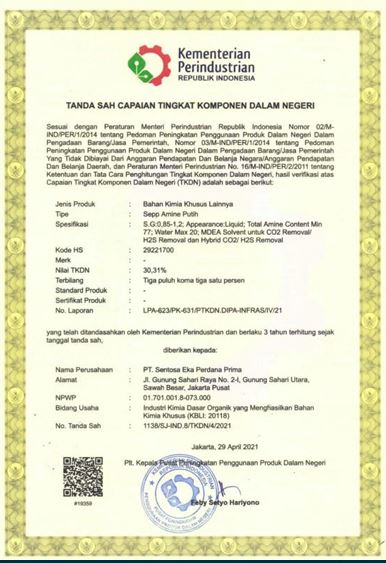 Kementerian
Perindustrian
REPUBLIK INDONESIA
TANDA SAH CAPAIAN TINGKAT KOMPONEN DALAM NEGERI
Sesuai dengan Peraturan Menteri Perindustrian Republik Indonesia Nomor 02/M-
IND/PER/1/2014 tentang Pedoman Peningkatan Penggunaan Produk Dalam Negeri Dalam
Pengadaan Barang/Jasa Pemerintah, Nomor 03/M-IND/PER/1/2014 tentang Pedoman
Peningkatan Penggunaan Produk Dalam Negeri Dalam Pengadaan Barang/Jasa Pemerintah
Yang Tidak Dibiayai Dari Anggaran Pendapatan Dan Belanja Negara/Anggaran Pendapatan
Dan Belanja Daerah, dan Peraturan Menteri Perindustrian No. 16/M-IND/PER/2/2011 tentang
Ketentuan dan Tata Cara Penghitungan Tingkat Komponen Dalam Negeri, hasil verifikasi atas
Capaian Tingkat Komponen Dalam Negeri (TKDN) adalah sebagai berikut:
Jenis Produk : Bahan Kimia Khusus Lainnya
Tipe : Sepp Amine Putih
Spesifikasi : S.G:0,85-1,2; Appearance:Liquid; Total Amine Content Min
77; Water Max 20; MDEA Solvent untuk CO2 Removal/
H2S Removal dan Hybrid CO2/ H2S Removal
Kode HS : 29221700
Merk : -
Nilai TKDN : 30,31%
Terbilang : Tiga puluh koma tiga satu persen
Standard Produk : -
Sertifikat Produk : -
No. Laporan : LPA-623/PK-631/PTKDN.DIPA-INFRAS/IV/21
yang telah ditandasahkan oleh Kementerian Perindustrian dan berlaku 3 tahun terhitung sejak
tanggal tanda sah,
diberikan kepada:
Nama Perusahaan : PT. Sentosa Eka Perdana Prima
Alamat : Jl. Gunung Sahari Raya No. 2-I, Gunung Sahari Utara,
Sawah Besar, Jakarta Pusat
NPWP : 01.701.001.8-073.000
Bidang Usaha : Industri Kimia Dasar Organik yang Menghasilkan Bahan
Kimia Khusus (KBLI: 20118)
No. Tanda Sah : 1138/SJ-IND.8/TKDN/4/2021
Jakarta, 29 April 2021
Plt. Kepala Pusat Peningkatan Penggunaan Produk Dalam Negeri
#19359
Feby Setyo Hariyono